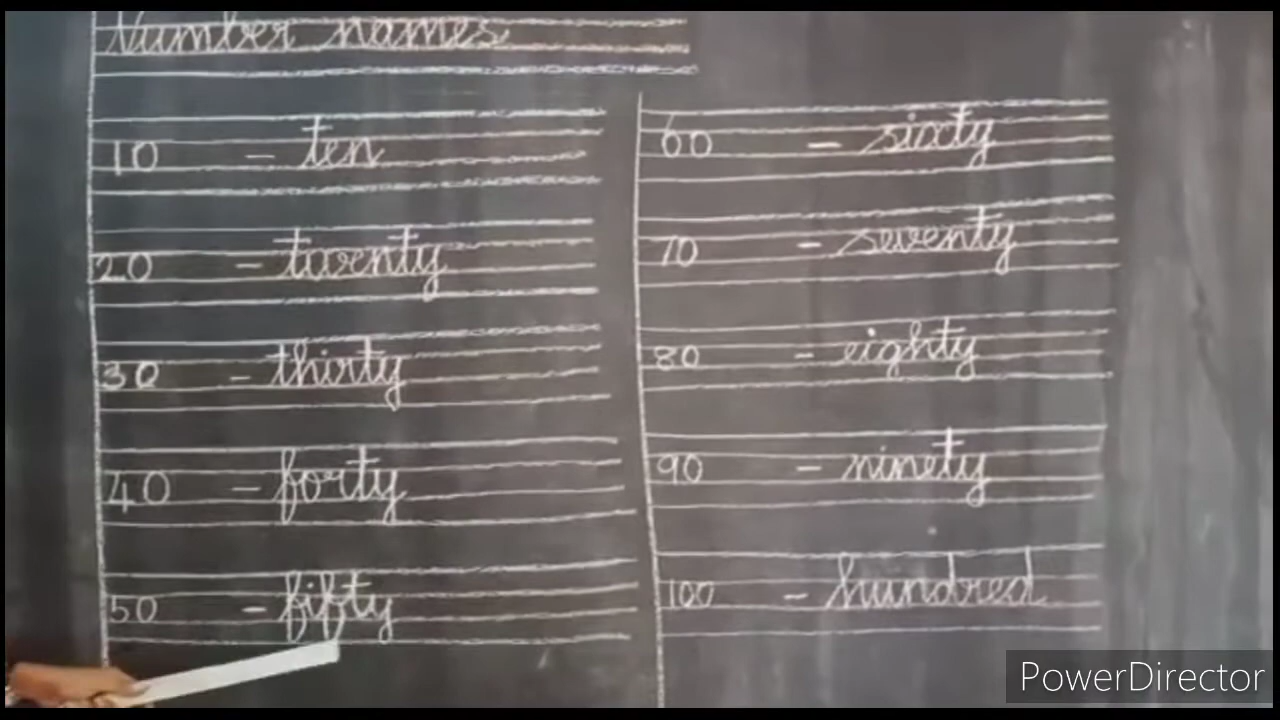 Number names
10 - ten
20 - twenty
30 - thirty
40 - forty
50 - fifty
60 - sixty
70 - seventy
80 - eighty
90 - ninety
100 - hundred
PowerDirector